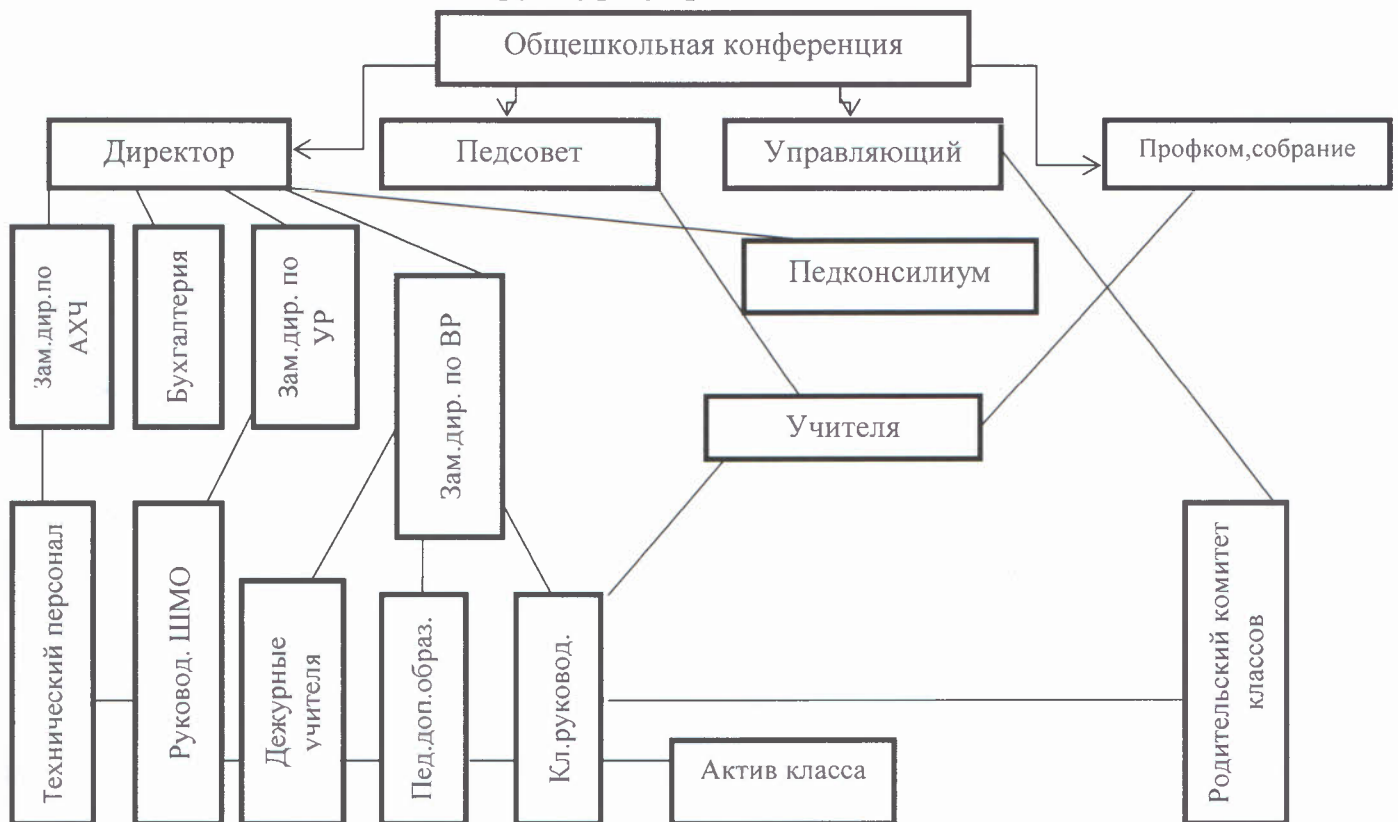 Общешкольная конференция
Директор
Педсовет
Управляющий
Профком,собрание
Зам.дир.по
АХЧ
Бухгалтерия
Зам.дир. по
УР
Зам.дир. по ВР
Педконсилиум
Учителя
Технический персонал
Руковод. ШМО
Дежурные
учителя
Пед.доп.образ.
Кл.руковод.
Актив класса
Родительский комитет
классов